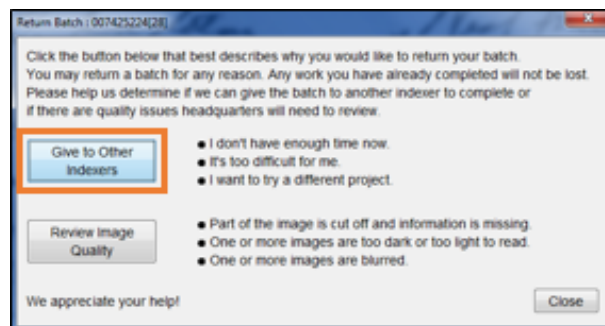 Return Batch : 007425224[28]
Click the button below that best describes why you would like to return your batch.
You may return a batch for any reason. Any work you have already completed will not be lost.
Please help us determine if we can give the batch to another indexer to complete or
if there are quality issues headquarters will need to review.
Give to Other
Indexers
● I don't have enough time now.
● It's too difficult for me.
● I want to try a different project.
Review Image
Quality
● Part of the image is cut off and information is missing.
● One or more images are too dark or too light to read.
● One or more images are blurred.
We appreciate your help!
Close